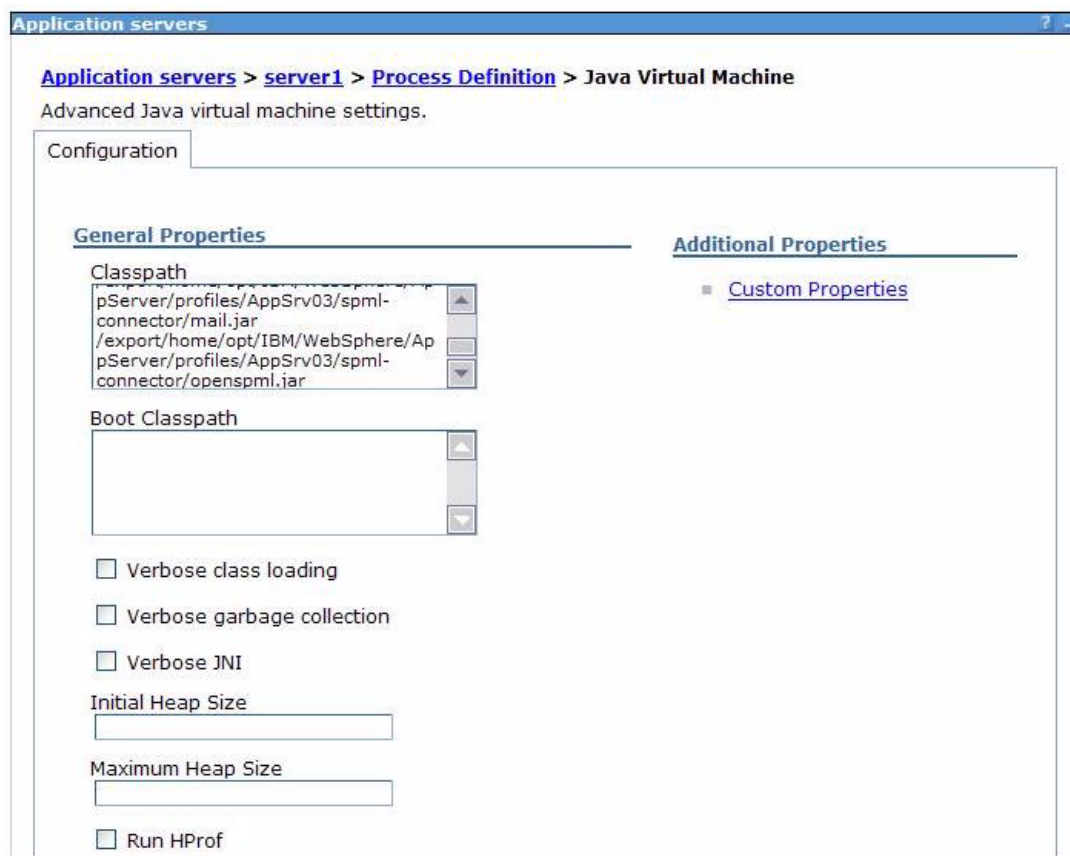 Application servers
?
Application servers > server1 > Process Definition > Java Virtual Machine
Advanced Java virtual machine settings.
Configuration
General Properties
Classpath
pServer/profiles/AppSrv03/spml-
connector/mail.jar
/export/home/opt/IBM/WebSphere/Ap
pServer/profiles/AppSrv03/spml-
connector/openspml.jar
Boot Classpath
Verbose class loading
Verbose garbage collection
Verbose JNI
Initial Heap Size
Maximum Heap Size
Run HProf
Additional Properties
Custom Properties